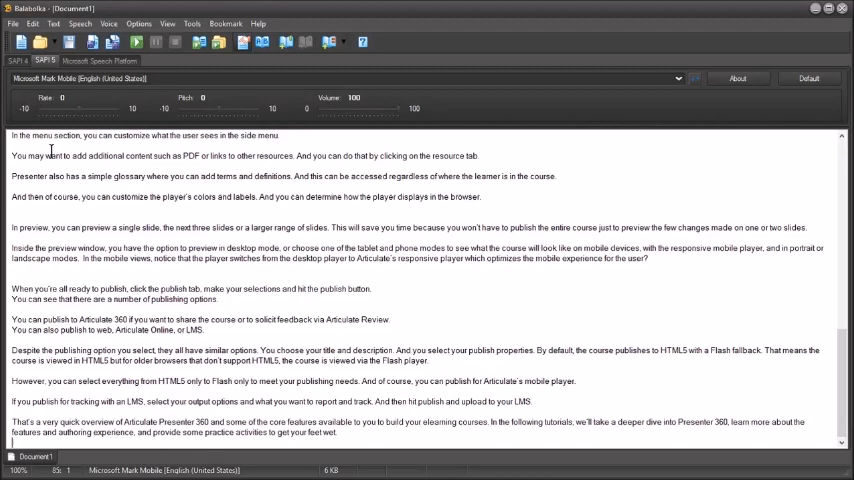 Balabolka - [Document1]
File Edit Text Speech Voice Options View Tools Bookmark Help
SAPI 4 SAPI 5 Microsoft Speech Platform
Microsoft Mark Mobile [English (United States)] About Default
Rate: 0 Pitch: 0 Volume: 100
-10 10 -10 10 0 100
In the menu section, you can customize what the user sees in the side menu.
You may want to add additional content such as PDF or links to other resources. And you can do that by clicking on the resource tab.
Presenter also has a simple glossary where you can add terms and definitions. And this can be accessed regardless of where the learner is in the course.
And then of course, you can customize the player's colors and labels. And you can determine how the player displays in the browser.
In preview, you can preview a single slide, the next three slides or a larger range of slides. This will save you time because you won't have to publish the entire course just to preview the few changes made on one or two slides.
Inside the preview window, you have the option to preview in desktop mode, or choose one of the tablet and phone modes to see what the course will look like on mobile devices, with the responsive mobile player, and in portrait or
landscape modes. In the mobile views, notice that the player switches from the desktop player to Articulate's responsive player which optimizes the mobile experience for the user?
When you're all ready to publish, click the publish tab, make your selections and hit the publish button.
You can see that there are a number of publishing options.
You can publish to Articulate 360 if you want to share the course or to solicit feedback via Articulate Review.
You can also publish to web, Articulate Online, or LMS.
Despite the publishing option you select, they all have similar options. You choose your title and description. And you select your publish properties. By default, the course publishes to HTML5 with a Flash fallback. That means the
course is viewed in HTML5 but for older browsers that don't support HTML5, the course is viewed via the Flash player.
However, you can select everything from HTML5 only to Flash only to meet your publishing needs. And of course, you can publish for Articulate's mobile player.
If you publish for tracking with an LMS, select your output options and what you want to report and track. And then hit publish and upload to your LMS.
That's a very quick overview of Articulate Presenter 360 and some of the core features available to you to build your elearning courses. In the following tutorials, we'll take a deeper dive into Presenter 360, learn more about the
features and authoring experience, and provide some practice activities to get your feet wet.
Document1
100% 85: 1 Microsoft Mark Mobile [English (United States)] 6 KB